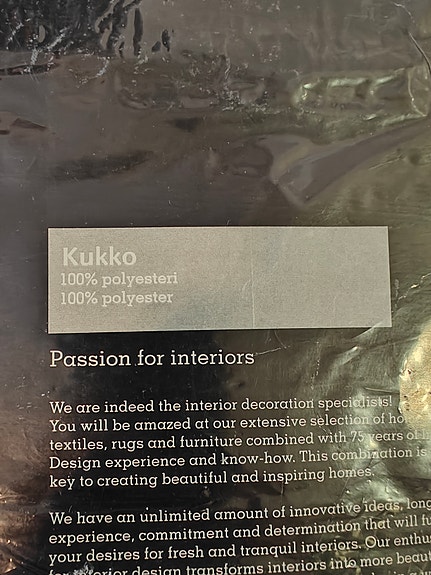 Kukko
100% polyesteri
100% polyester
Passion for interiors
We are indeed the interior decoration specialists!
You will be amazed at our extensive selection of
textiles, rugs and furniture combined with 75 years of
Design experience and know-how. This combination is
key to creating beautiful and inspiring homes.
We have an unlimited amount of innovative ideas, long
experience, commitment and determination that will
your desires for fresh and tranquil interiors. Our
for interior design transforms interiors into more